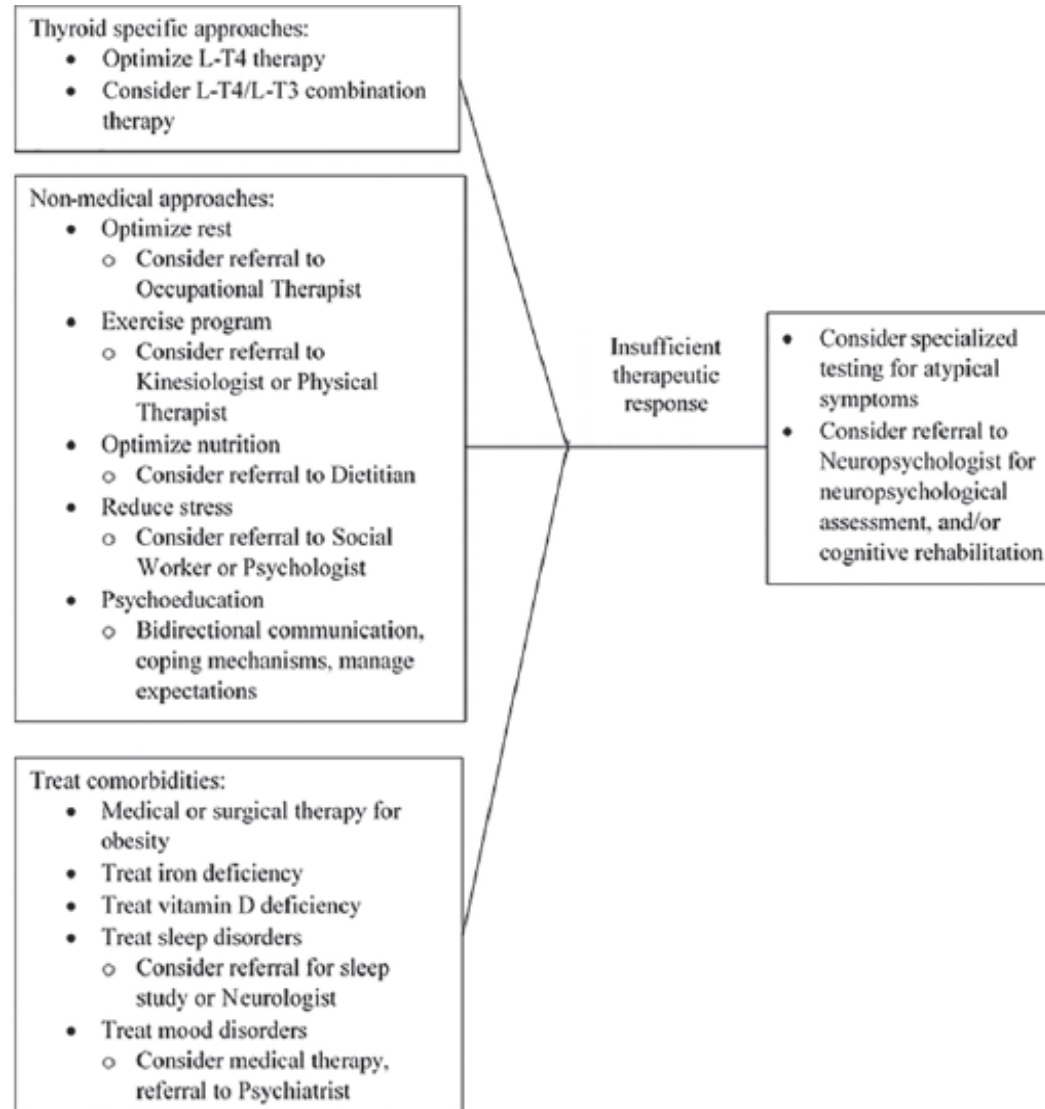 Thyroid specific approaches:
• Optimize L-T4 therapy
• Consider L-T4/L-T3 combination
therapy
Non-medical approaches:
• Optimize rest
o Consider referral to
Occupational Therapist
• Exercise program
o Consider referral to
Kinesiologist or Physical
Therapist
• Optimize nutrition
o Consider referral to Dietitian
• Reduce stress
o Consider referral to Social
Worker or Psychologist
• Psychoeducation
o Bidirectional communication,
coping mechanisms, manage
expectations
Treat comorbidities:
• Medical or surgical therapy for
obesity
• Treat iron deficiency
• Treat vitamin D deficiency
• Treat sleep disorders
o Consider referral for sleep
study or Neurologist
• Treat mood disorders
o Consider medical therapy,
referral to Psychiatrist
Insufficient
therapeutic
response
• Consider specialized
testing for atypical
symptoms
• Consider referral to
Neuropsychologist for
neuropsychological
assessment, and/or
cognitive rehabilitation